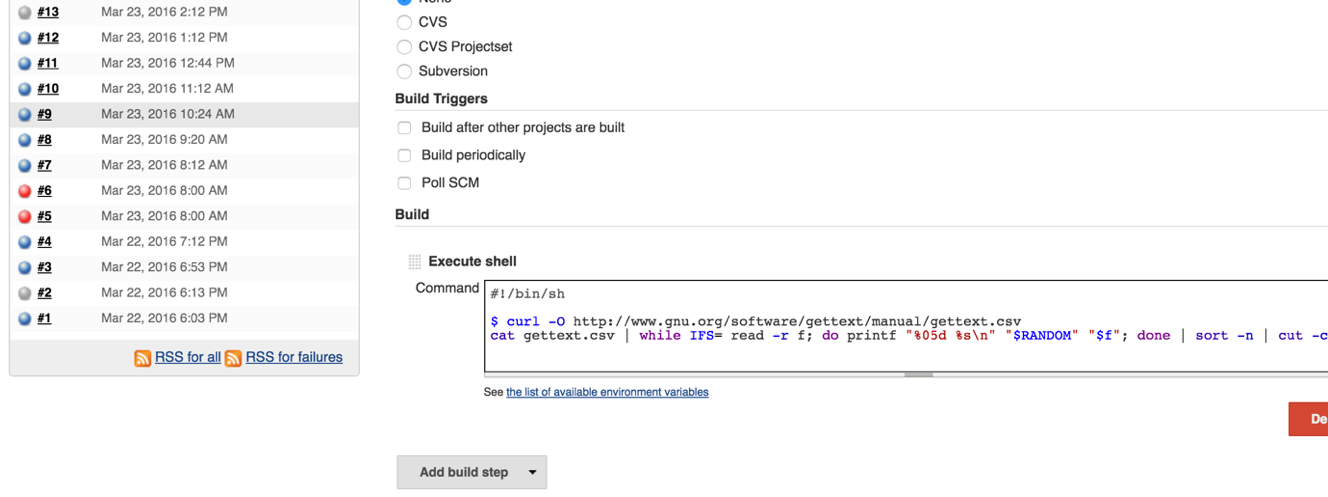 #13 Mar 23, 2016 2:12 PM
#12 Mar 23, 2016 1:12 PM
#11 Mar 23, 2016 12:44 PM
#10 Mar 23, 2016 11:12 AM
#9 Mar 23, 2016 10:24 AM
#8 Mar 23, 2016 9:20 AM
#7 Mar 23, 2016 8:12 AM
#6 Mar 23, 2016 8:00 AM
#5 Mar 23, 2016 8:00 AM
#4 Mar 22, 2016 7:12 PM
#3 Mar 22, 2016 6:53 PM
#2 Mar 22, 2016 6:13 PM
#1 Mar 22, 2016 6:03 PM
RSS for all RSS for failures
None
CVS
CVS Projectset
Subversion
Build Triggers
Build after other projects are built
Build periodically
Poll SCM
Build
Execute shell
Command
#!/bin/sh
$ curl -O http://www.gnu.org/software/gettext/manual/gettext.csv
cat gettext.csv | while IFS= read -r f; do printf "%05d %s\n" "$RANDOM" "$f"; done | sort -n | cut -c
See the list of available environment variables
De
Add build step